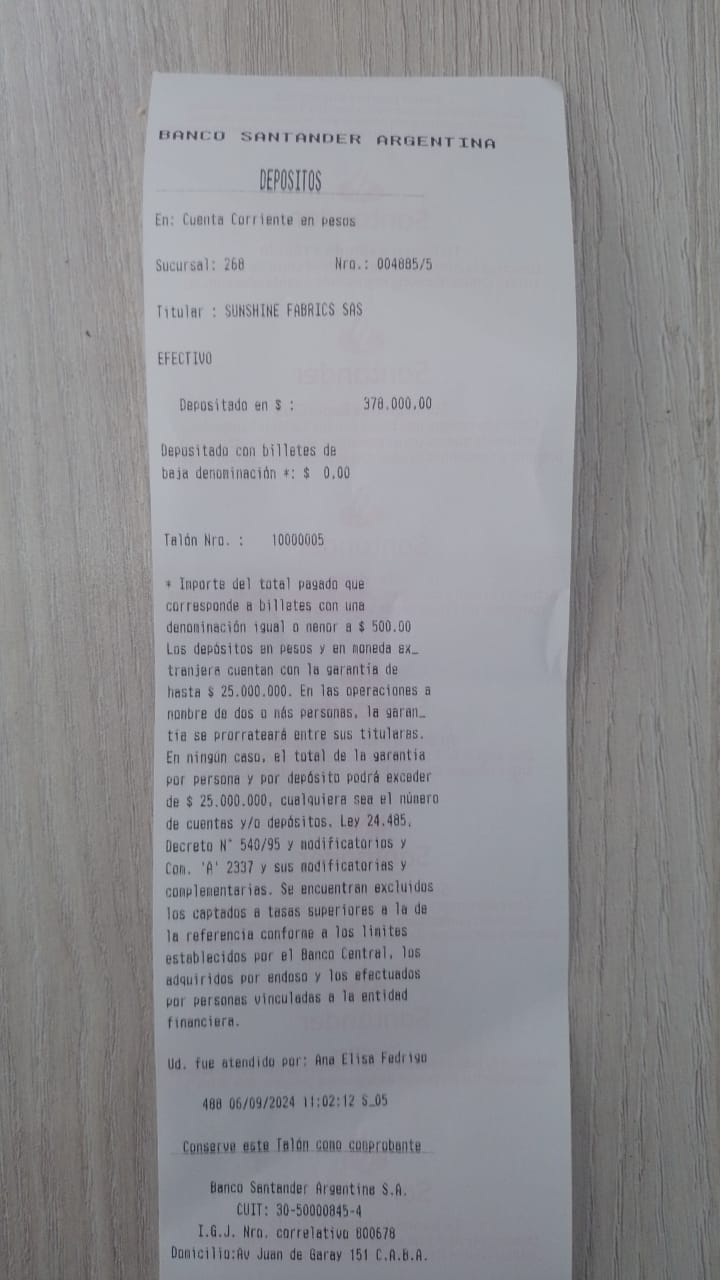 BANCO SANTANDER ARGENTINA
DEPOSITOS
En: Cuenta Corriente en pesos
Sucursal: 268 Nro.: 004885/5
Titular : SUNSHINE FABRICS SAS
EFECTIVO
Depositado en $ : 378.000,00
Depositado con billetes de
baja denominación *: $ 0,00
Talón Nro. : 10000005
* Importe del total pagado que
corresponde a billetes con una
denominación igual o menor a $ 500.00
Los depósitos en pesos y en moneda ex_
tranjera cuentan con la garantía de
hasta $ 25.000.000. En las operaciones a
nombre de dos o más personas, la garan_
tía se prorrateará entre sus titulares.
En ningún caso, el total de la garantía
por persona y por depósito podrá exceder
de $ 25.000.000, cualquiera sea el número
de cuentas y/o depósitos. Ley 24.485,
Decreto N° 540/95 y modificatorios y
Com. 'A' 2337 y sus modificatorias y
complementarias. Se encuentran excluidos
los captados a tasas superiores a la de
la referencia conforme a los límites
establecidos por el Banco Central, los
adquiridos por endoso y los efectuados
por personas vinculadas a la entidad
financiera.
Ud. fue atendido por: Ana Elisa Fedrigo
488 06/09/2024 11:02:12 S_05
Conserve este Talón como comprobante
Banco Santander Argentina S.A.
CUIT: 30-50000845-4
I.G.J. Nro. correlativo 800678
Domicilio:Av Juan de Garay 151 C.A.B.A.